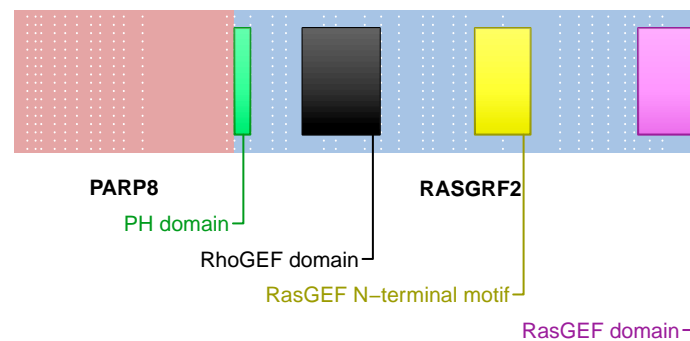 PARP8
RASGRF2
PH domain
RhoGEF domain
RasGEF N−terminal motif
RasGEF domain